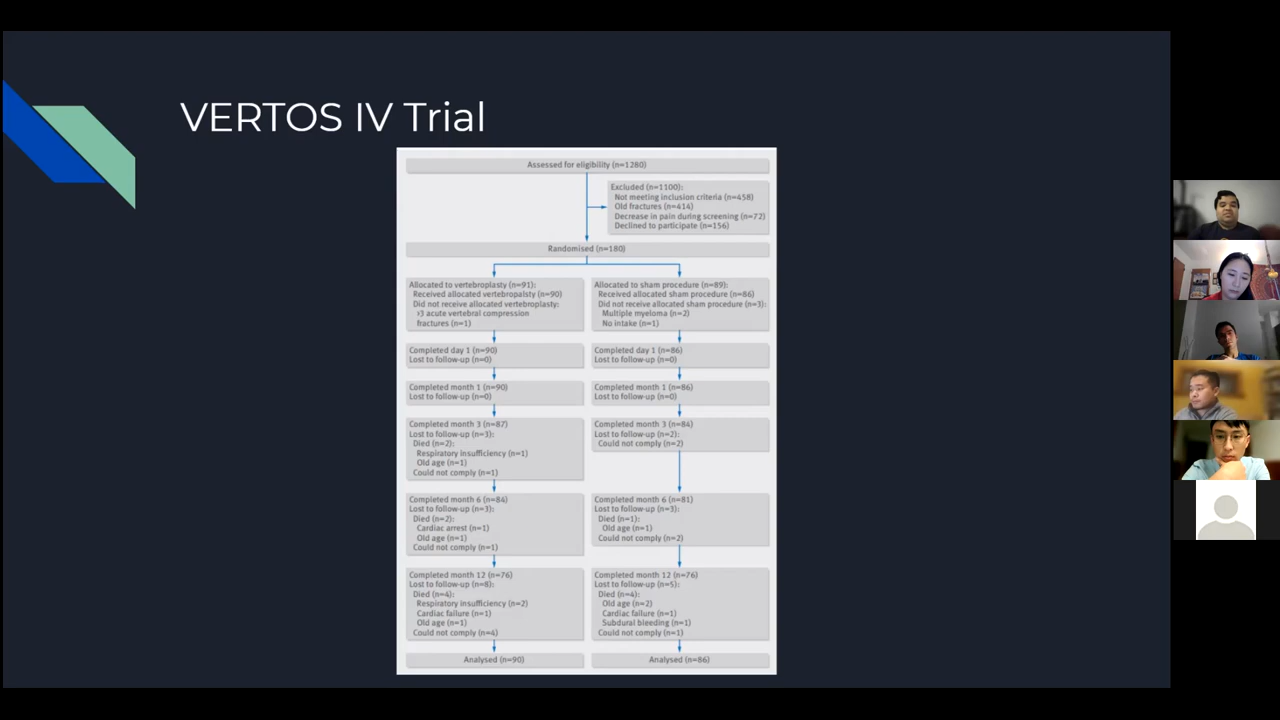 VERTOS IV Trial
Assessed for eligibility (n=1280)
Excluded (n=1100):
Not meeting inclusion criteria (n=458)
Old fractures (n=414)
Decrease in pain during screening (n=72)
Declined to participate (n=156)
Randomised (n=180)
Allocated to vertebroplasty (n=91):
Received allocated vertebropalsty (n=90)
Did not receive allocated vertebroplasty:
>3 acute vertebral compression
fractures (n=1)
Allocated to sham procedure (n=89):
Received allocated sham procedure (n=86)
Did not receive allocated sham procedure (n=3):
Multiple myeloma (n=2)
No intake (n=1)
Completed day 1 (n=90)
Lost to follow-up (n=0)
Completed day 1 (n=86)
Lost to follow-up (n=0)
Completed month 1 (n=90)
Lost to follow-up (n=0)
Completed month 1 (n=86)
Lost to follow-up (n=0)
Completed month 3 (n=87)
Lost to follow-up (n=3):
Died (n=2):
Respiratory insufficiency (n=1)
Old age (n=1)
Could not comply (n=1)
Completed month 3 (n=84)
Lost to follow-up (n=2):
Could not comply (n=2)
Completed month 6 (n=84)
Lost to follow-up (n=3):
Died (n=2):
Cardiac arrest (n=1)
Old age (n=1)
Could not comply (n=1)
Completed month 6 (n=81)
Lost to follow-up (n=3):
Died (n=1):
Old age (n=1)
Could not comply (n=2)
Completed month 12 (n=76)
Lost to follow-up (n=8):
Died (n=4):
Respiratory insufficiency (n=2)
Cardiac failure (n=1)
Old age (n=1)
Could not comply (n=4)
Completed month 12 (n=76)
Lost to follow-up (n=5):
Died (n=4):
Old age (n=2)
Cardiac failure (n=1)
Subdural bleeding (n=1)
Could not comply (n=1)
Analysed (n=90)
Analysed (n=86)